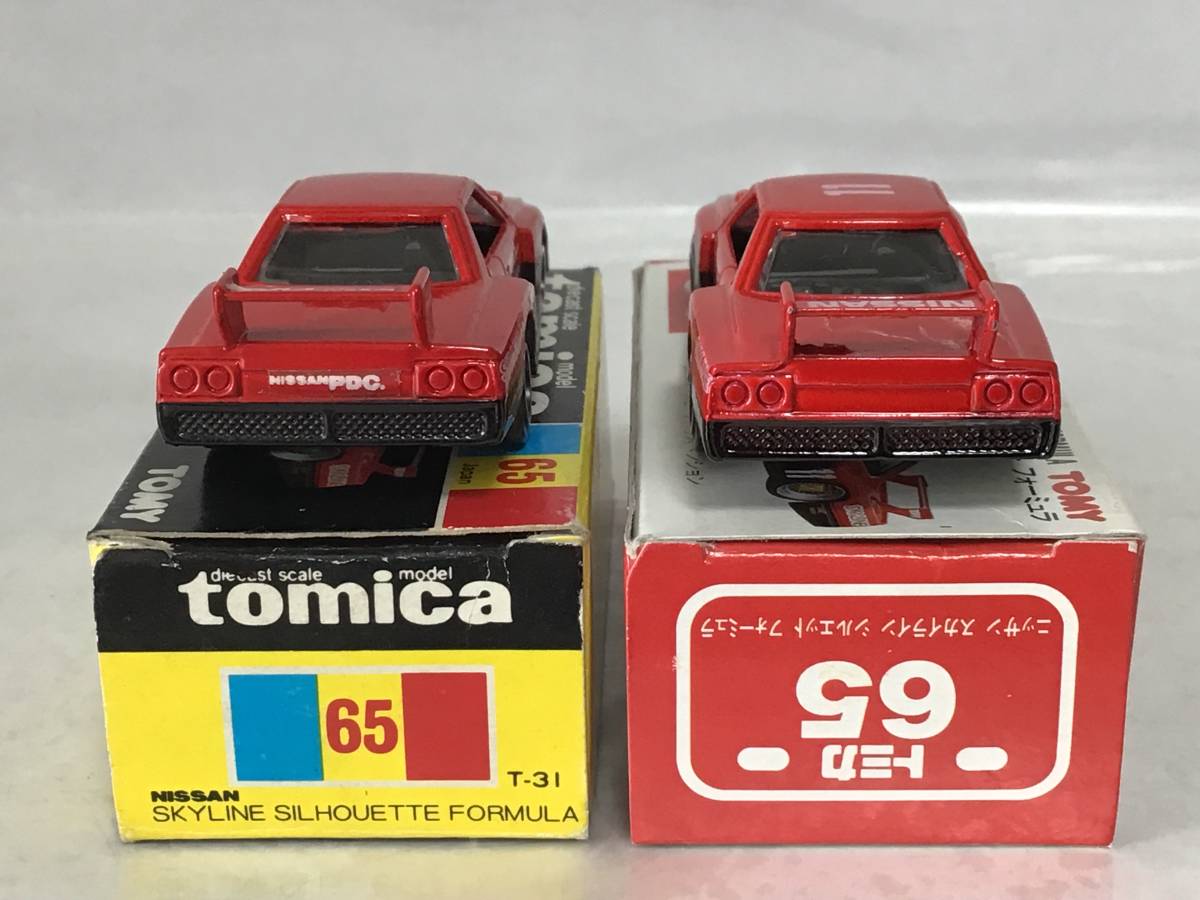 NISSAN PDC.
TOMY
65
Japan
diecast scale model
tomica
65
T-31
NISSAN
SKYLINE SILHOUETTE FORMULA
11
NISSAN
TOMY
フォーミュラ
ニッサン スカイライン シルエット フォーミュラ
65
トミカ